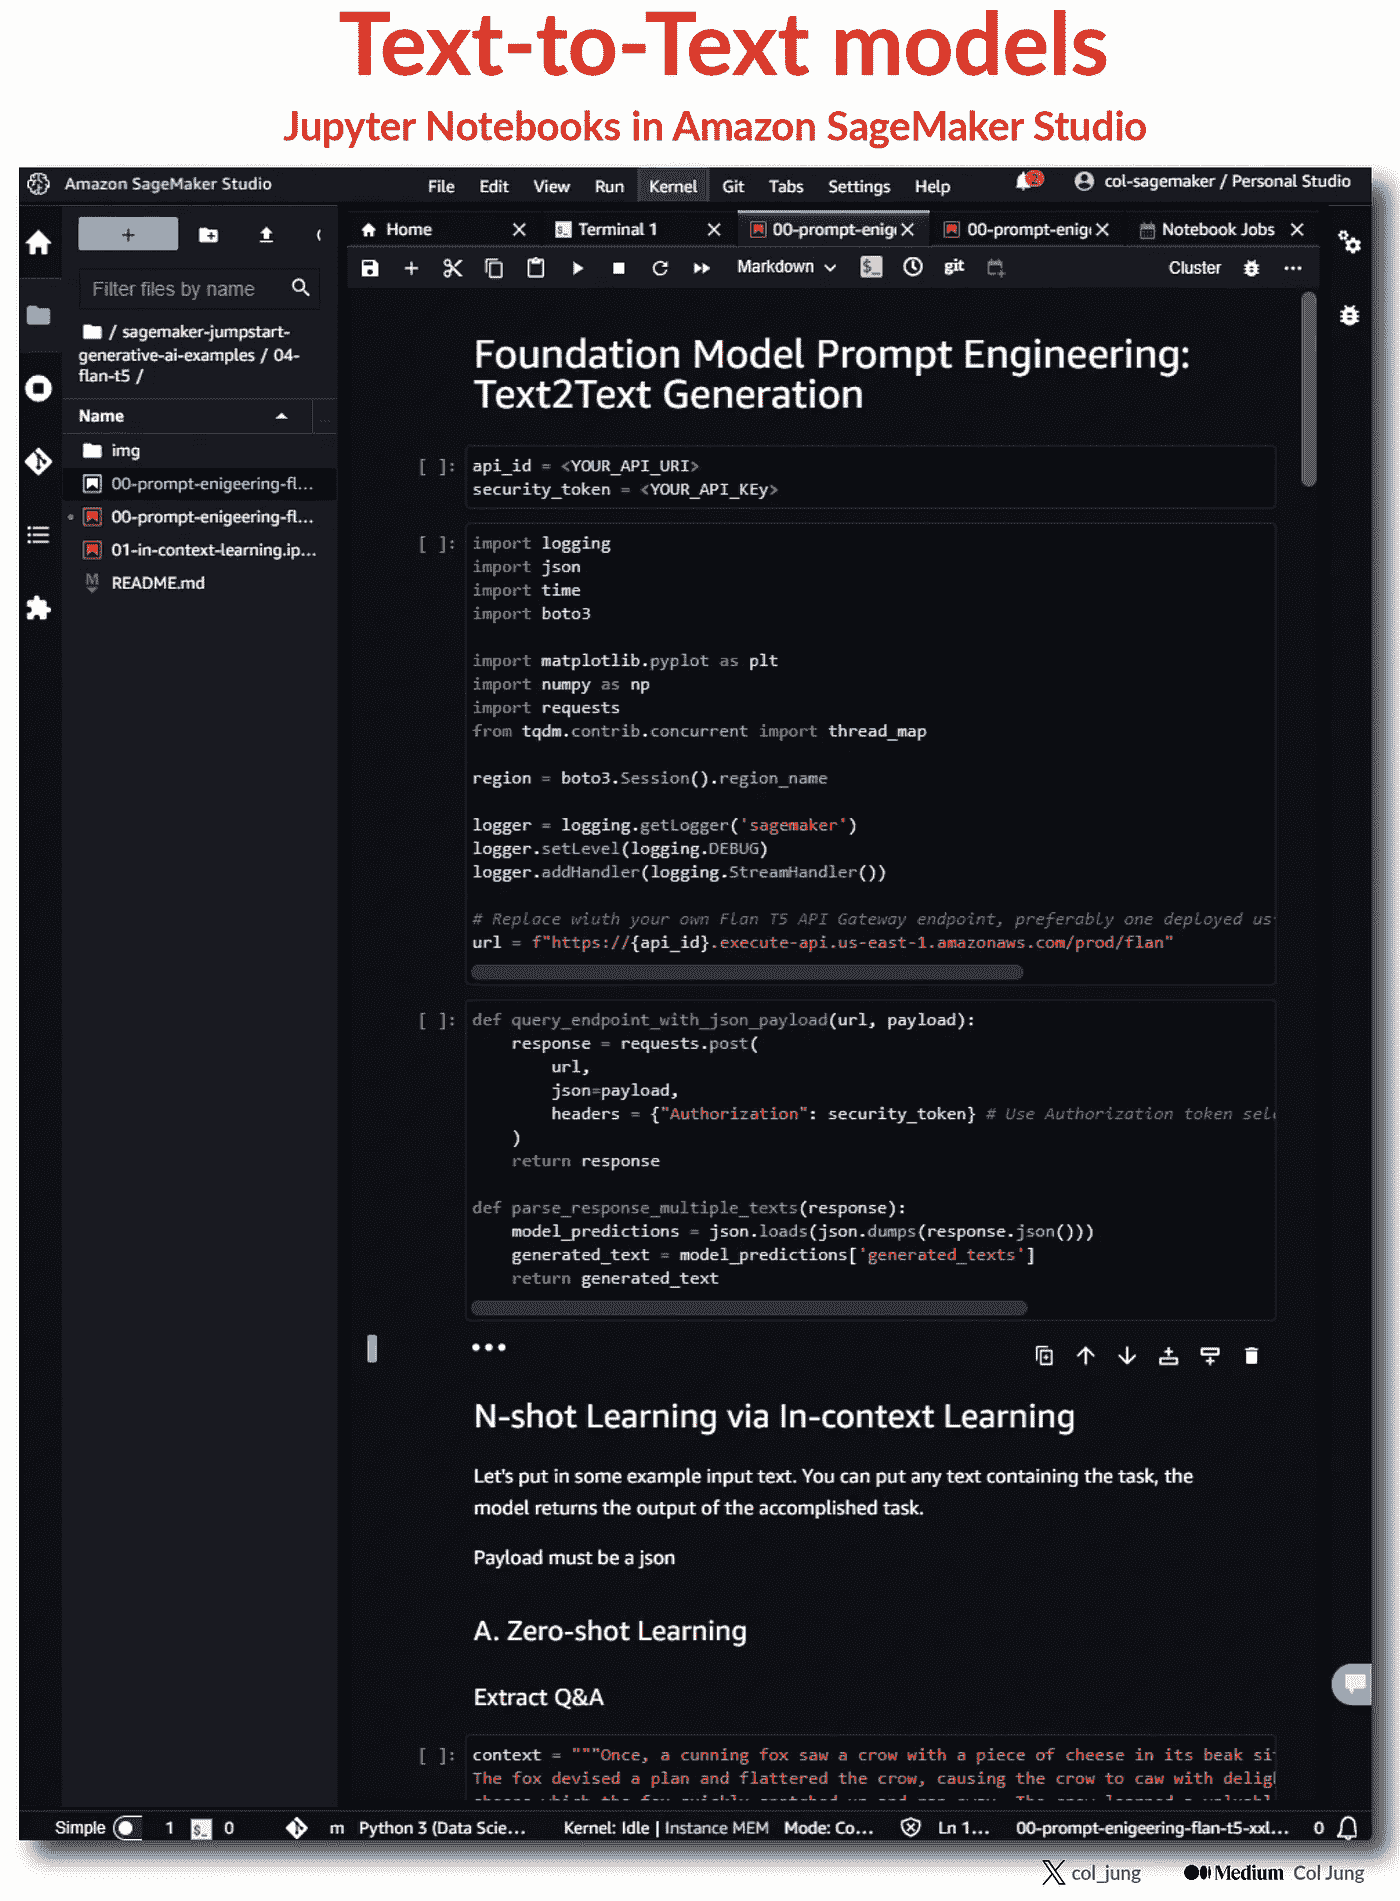 Text-to-Text models
Jupyter Notebooks in Amazon SageMaker Studio
Amazon SageMaker Studio
File Edit View Run Kernel Git Tabs Settings Help
2
col-sagemaker / Personal Studio
+
Filter files by name
/ sagemaker-jumpstart-
generative-ai-examples / 04-
flan-t5 /
Name
img
00-prompt-enigeering-fl...
00-prompt-enigeering-fl...
01-in-context-learning.ip...
README.md
Home Terminal 1 00-prompt-enig 00-prompt-enig Notebook Jobs
Markdown git Cluster
Foundation Model Prompt Engineering:
Text2Text Generation
[ ]: api_id = <YOUR_API_URI>
security_token = <YOUR_API_KEy>
[ ]: import logging
import json
import time
import boto3
import matplotlib.pyplot as plt
import numpy as np
import requests
from tqdm.contrib.concurrent import thread_map
region = boto3.Session().region_name
logger = logging.getLogger('sagemaker')
logger.setLevel(logging.DEBUG)
logger.addHandler(logging.StreamHandler())
# Replace wiuth your own Flan T5 API Gateway endpoint, preferably one deployed us
url = f"https://{api_id}.execute-api.us-east-1.amazonaws.com/prod/flan"
[ ]: def query_endpoint_with_json_payload(url, payload):
response = requests.post(
url,
json=payload,
headers = {"Authorization": security_token} # Use Authorization token sel
)
return response
def parse_response_multiple_texts(response):
model_predictions = json.loads(json.dumps(response.json()))
generated_text = model_predictions['generated_texts']
return generated_text
N-shot Learning via In-context Learning
Let's put in some example input text. You can put any text containing the task, the
model returns the output of the accomplished task.
Payload must be a json
A. Zero-shot Learning
Extract Q&A
[ ]: context = """Once, a cunning fox saw a crow with a piece of cheese in its beak si
The fox devised a plan and flattered the crow, causing the crow to caw with delig
Simple 1 0 m Python 3 (Data Scie... Kernel: Idle | Instance MEM Mode: Co... Ln 1... 00-prompt-enigeering-flan-t5-xxl... 0
col_jung Medium Col Jung